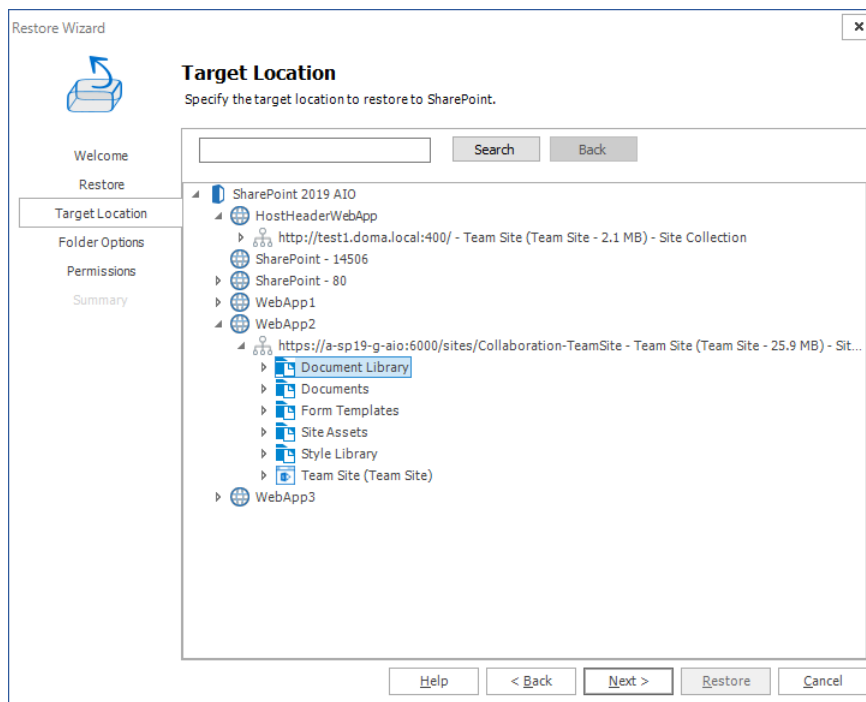 Restore Wizard
Target Location
Specify the target location to restore to SharePoint.
Welcome
Restore
Target Location
Folder Options
Permissions
Summary
Search
Back
SharePoint 2019 AIO
HostHeaderWebApp
http://test1.doma.local:400/ - Team Site (Team Site - 2.1 MB) - Site Collection
SharePoint - 14506
SharePoint - 80
WebApp1
WebApp2
https://a-sp19-g-aio:6000/sites/Collaboration-TeamSite - Team Site (Team Site - 25.9 MB) - Sit...
Document Library
Documents
Form Templates
Site Assets
Style Library
Team Site (Team Site)
WebApp3
Help
< Back
Next >
Restore
Cancel